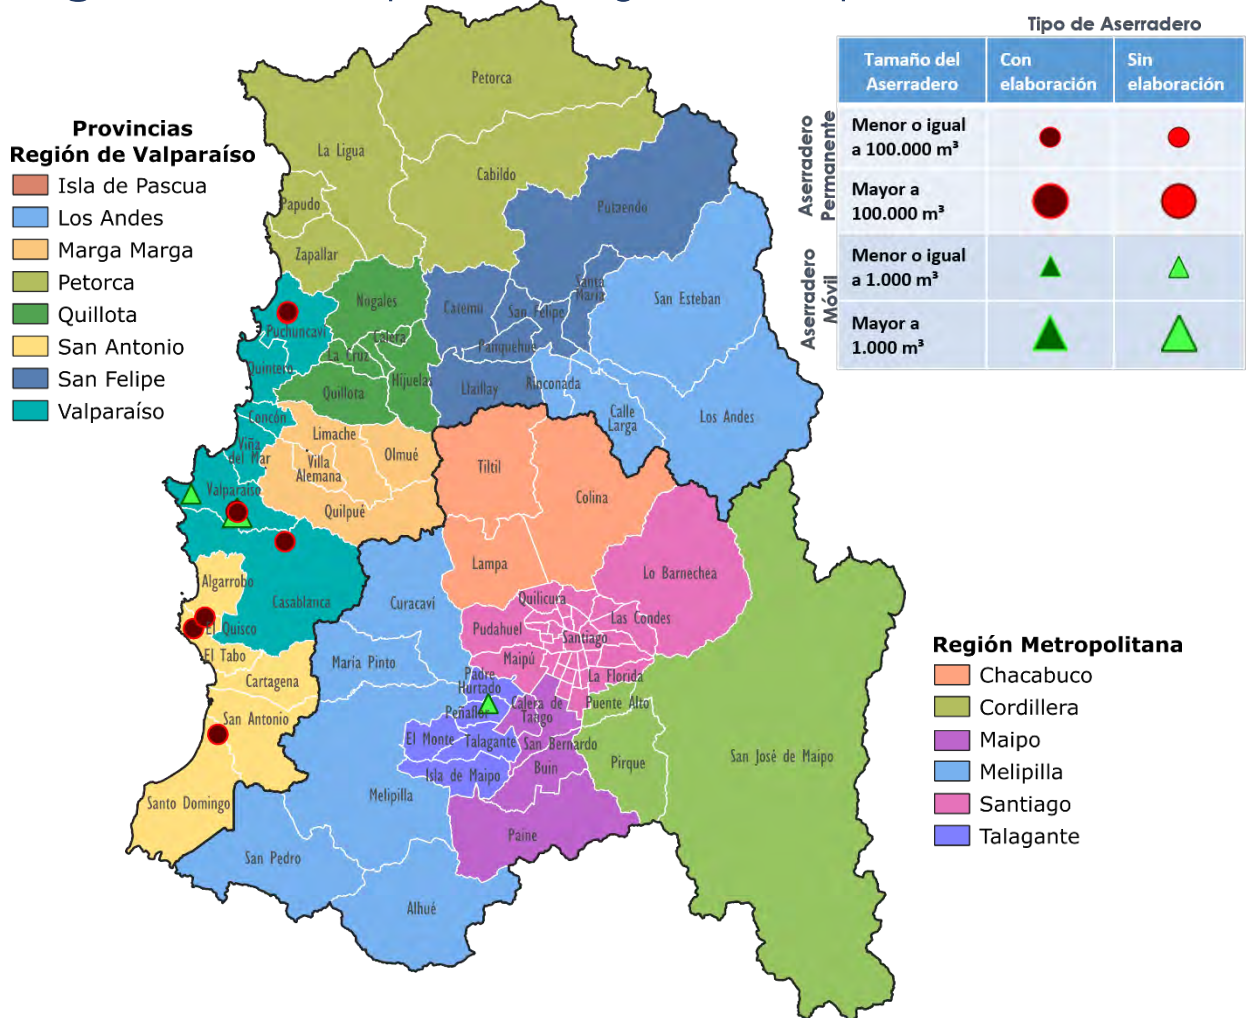 Tipo de Aserradero
Tamaño del Aserradero
Con elaboración
Sin elaboración
Aserradero Permanente
Menor o igual a 100.000 m³
Mayor a 100.000 m³
Aserradero Móvil
Menor o igual a 1.000 m³
Mayor a 1.000 m³
Provincias
Región de Valparaíso
Isla de Pascua
Los Andes
Marga Marga
Petorca
Quillota
San Antonio
San Felipe
Valparaíso
Petorca
La Ligua
Cabildo
Papudo
Zapallar
Putaendo
Santa María
San Esteban
Nogales
Catemu
San Felipe
Puchuncaví
Calera
Panquehue
La Cruz
Quintero
Hijuelas
Llaillay
Rinconada
Quillota
Calle Larga
Los Andes
Concón
Limache
Viña del Mar
Olmué
Villa Alemana
Tiltil
Valparaíso
Colina
Quilpué
Lampa
Lo Barnechea
Algarrobo
Casablanca
Curacaví
Quilicura
Las Condes
El Quisco
Pudahuel
Santiago
El Tabo
María Pinto
Maipú
La Florida
Cartagena
Padre Hurtado
Peñaflor
Calera de Tango
Puente Alto
San Antonio
El Monte
Talagante
San Bernardo
San José de Maipo
Pirque
Isla de Maipo
Buin
Melipilla
Santo Domingo
Paine
San Pedro
Alhué
Región Metropolitana
Chacabuco
Cordillera
Maipo
Melipilla
Santiago
Talagante